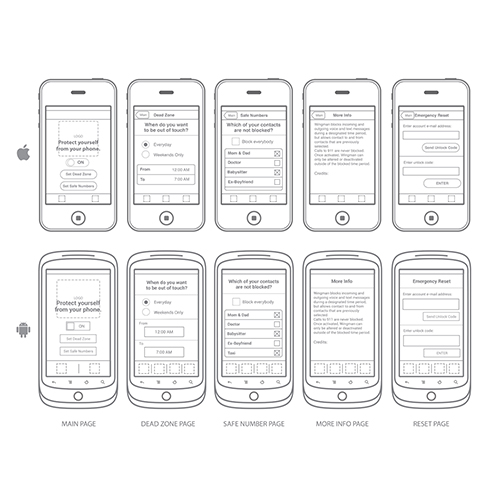 LOGO
Protect yourself
from your phone.
ON
Set Dead Zone
Set Safe Numbers
Main
Dead Zone
When do you want
to be out of touch?
Everyday
Weekends Only
From 12:00 AM
To 7:00 AM
Main
Safe Numbers
Which of your contacts
are not blocked?
Block everybody
Mom & Dad
Doctor
Babysitter
Ex-Boyfriend
More Info
Wingman blocks incoming and
outgoing voice and text messages
during a designated time period,
but allows contact to and from
contacts that are previously
selected.
Calls to 911 are never blocked.
Once activated, Wingman can
only be altered or deactivated
outside the blocked time period.
Credits:
Main
Emergency Reset
Enter account e-mail address:
Send Unlock Code
Enter unlock code:
ENTER
LOGO
Protect yourself
from your phone.
ON
Set Dead Zone
Set Safe Numbers
When do you want
to be out of touch?
Everyday
Weekends Only
From
12:00 AM
To
7:00 AM
Which of your contacts
are not blocked?
Block everybody
Mom & Dad
Doctor
Babysitter
Ex-Boyfriend
Taxi
More Info
Wingman blocks incoming and
outgoing voice and text messages
during a designated time period,
but allows contact to and from
contacts that are previously
selected.
Calls to 911 are never blocked.
Once activated, Wingman can
only be altered or deactivated
outside the blocked time period.
Credits:
Emergency Reset
Enter account e-mail address:
Send Unlock Code
Enter unlock code:
ENTER
MAIN PAGE
DEAD ZONE PAGE
SAFE NUMBER PAGE
MORE INFO PAGE
RESET PAGE